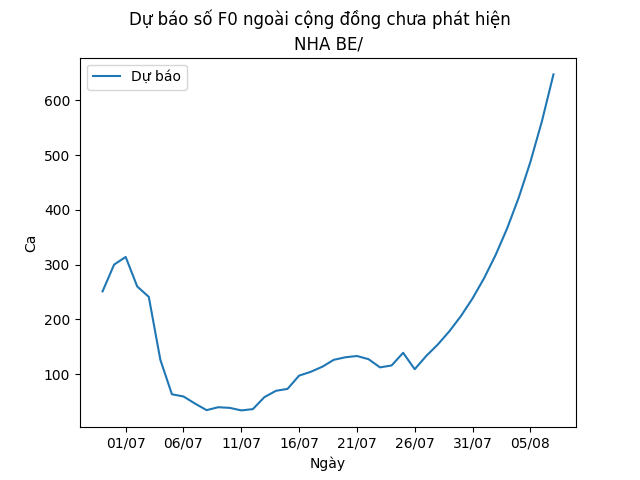 Dự báo số F0 ngoài cộng đồng chưa phát hiện
NHA BE/
Dự báo
600
500
400
300
200
100
Ca
01/07 06/07 11/07 16/07 21/07 26/07 31/07 05/08
Ngày